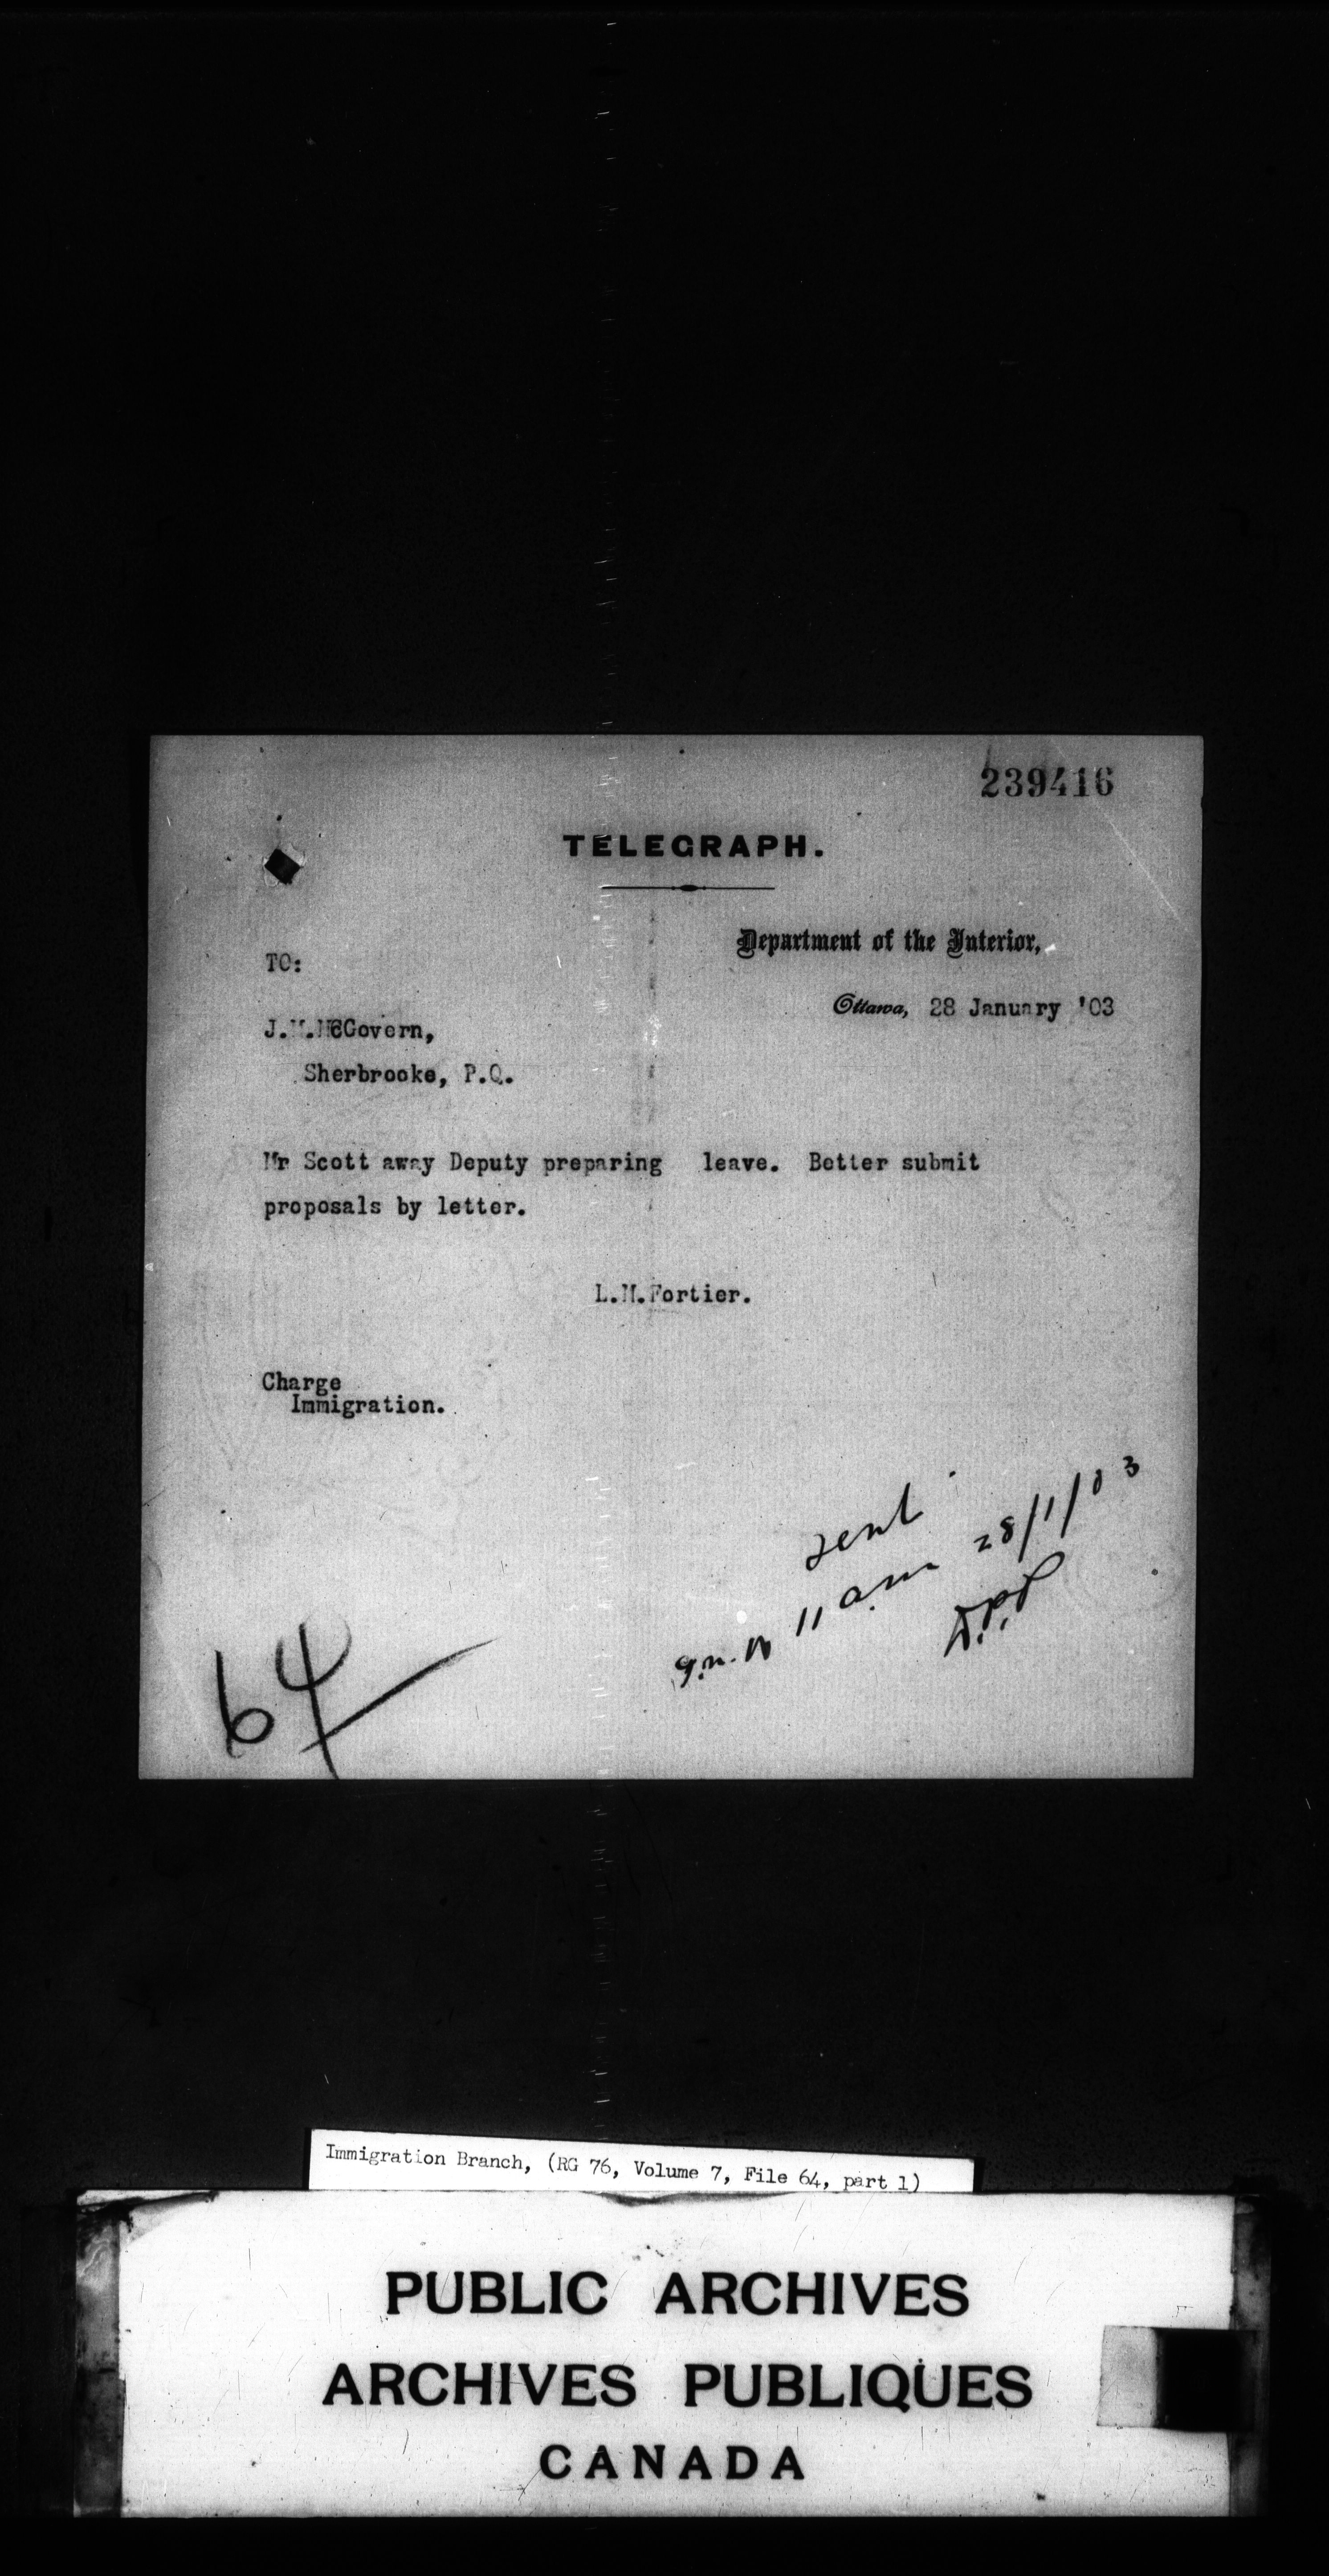 239416
TELEGRAPH.
Department of the Interior,
TO:
Ottawa, 28 January '03
J.M.McGovern,
Sherbrooke, P.Q.
Mr Scott away Deputy preparing leave. Better submit
proposals by letter.
L.M.Fortier.
Charge
Immigration.
sent
11 a.m 28/1/03
64
Immigration Branch, (RG 76, Volume 7, File 64, part 1)
PUBLIC ARCHIVES
ARCHIVES PUBLIQUES
CANADA